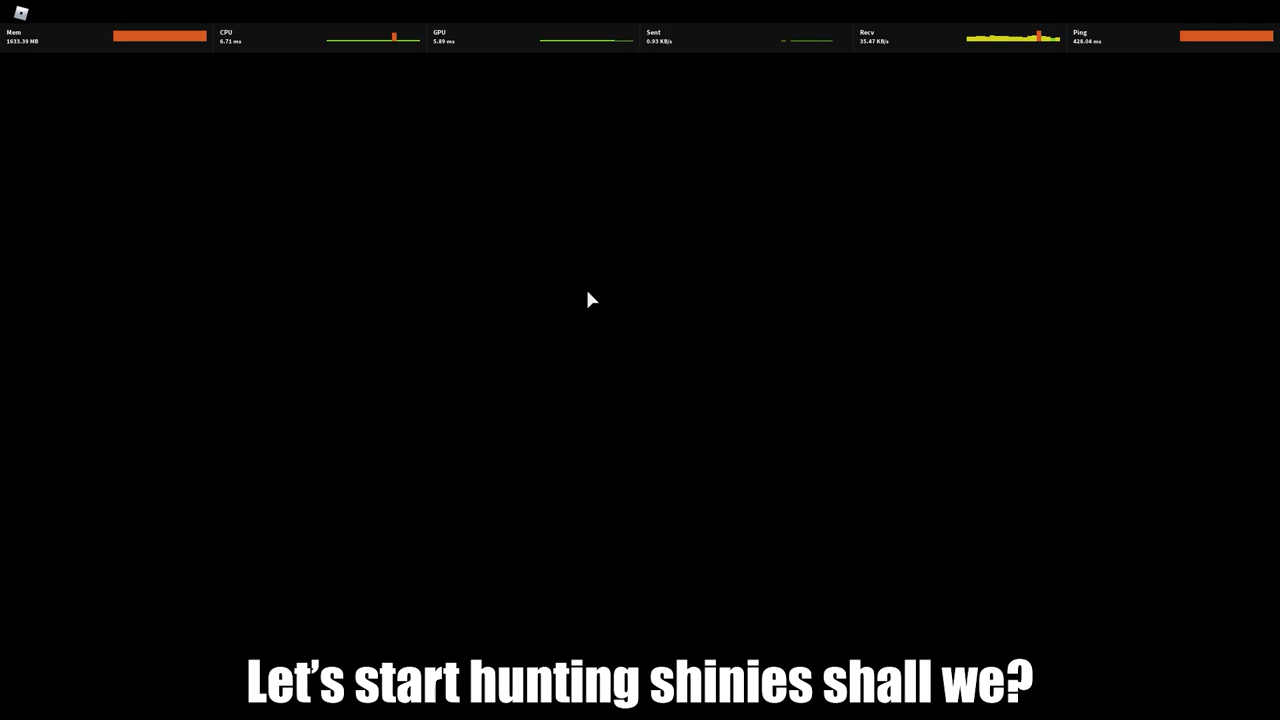 Mem CPU GPU Sent Recv Ping
1633.39 MB 6.71 ms 5.89 ms 0.93 KB/s 35.47 KB/s 428.04 ms
Let's start hunting shinies shall we?